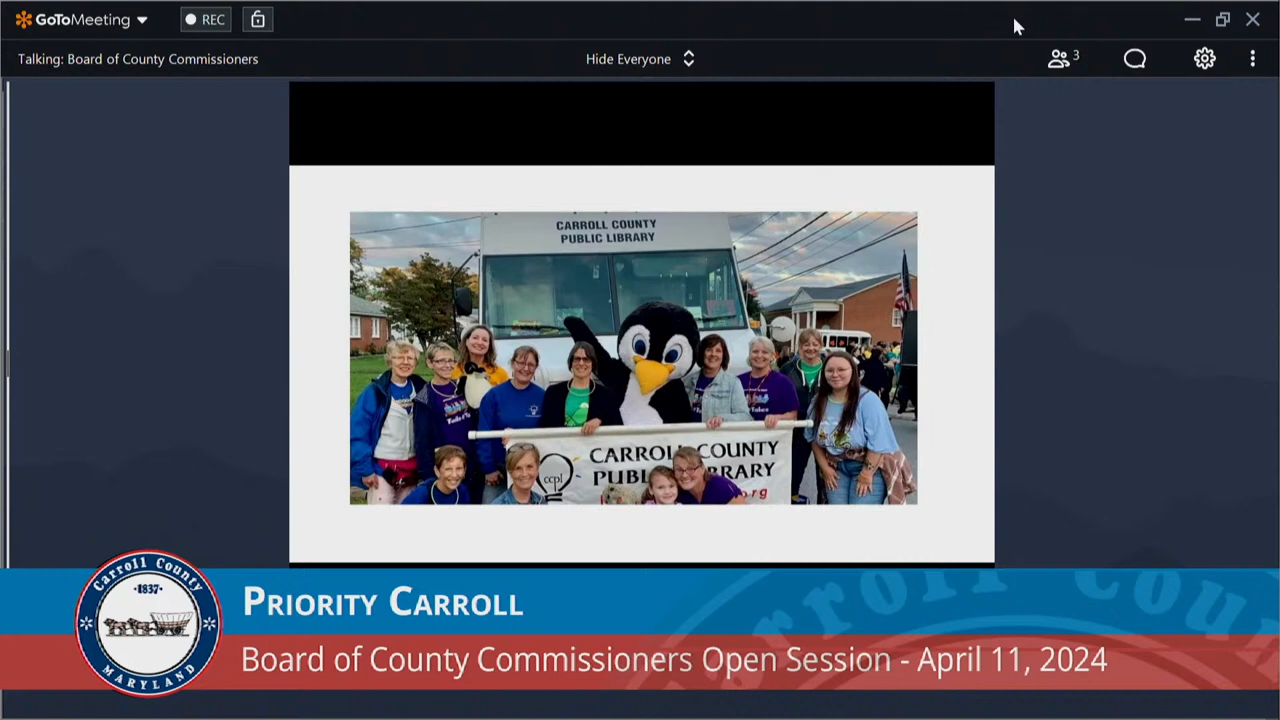 GoToMeeting
REC
Talking: Board of County Commissioners
Hide Everyone
3
CARROLL COUNTY
PUBLIC LIBRARY
CARROLL COUNTY
PUBLIC LIBRARY
ccpl
.org
Carroll County
·1837·
MARYLAND
PRIORITY CARROLL
Board of County Commissioners Open Session - April 11, 2024